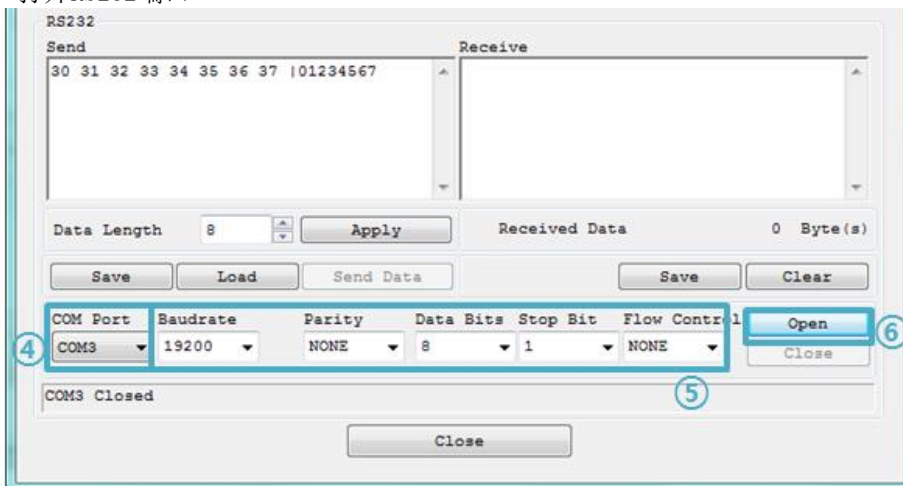 RS232
Send
Receive
30 31 32 33 34 35 36 37 |01234567
Data Length
8
Apply
Received Data
0 Byte(s)
Save
Load
Send Data
Save
Clear
COM Port
Baudrate
Parity
Data Bits
Stop Bit
Flow Control
Open
⑥
④
COM3
19200
NONE
8
1
NONE
Close
⑤
COM3 Closed
Close